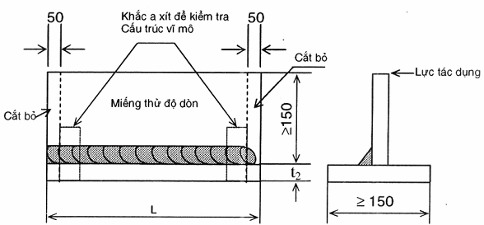 50
Khắc a xít để kiểm tra
Cấu trúc vĩ mô
50
Cắt bỏ
Lực tác dụng
Cắt bỏ
Miếng thử độ dòn
≥150
t2
L
≥ 150